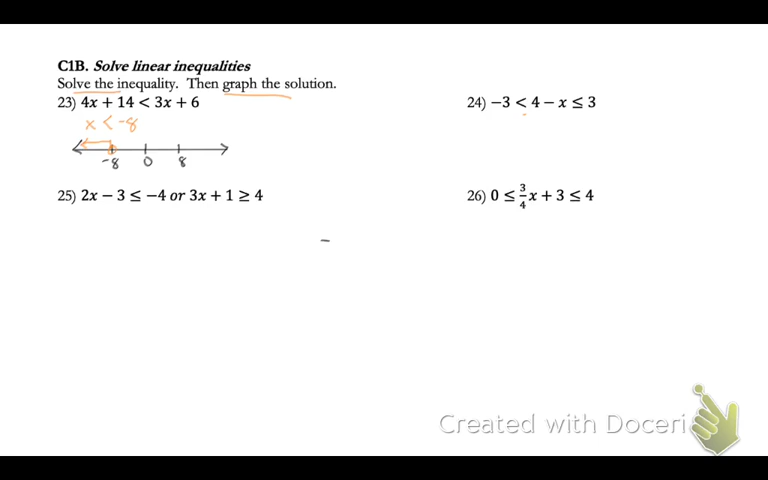 C1B. Solve linear inequalities
Solve the inequality. Then graph the solution.
23) 4x + 14 < 3x + 6
x < -8
-8 0 8
24) −3 < 4 − x ≤ 3
25) 2x − 3 ≤ −4 or 3x + 1 ≥ 4
26) 0 ≤ 3/4 x + 3 ≤ 4
Created with Doceri